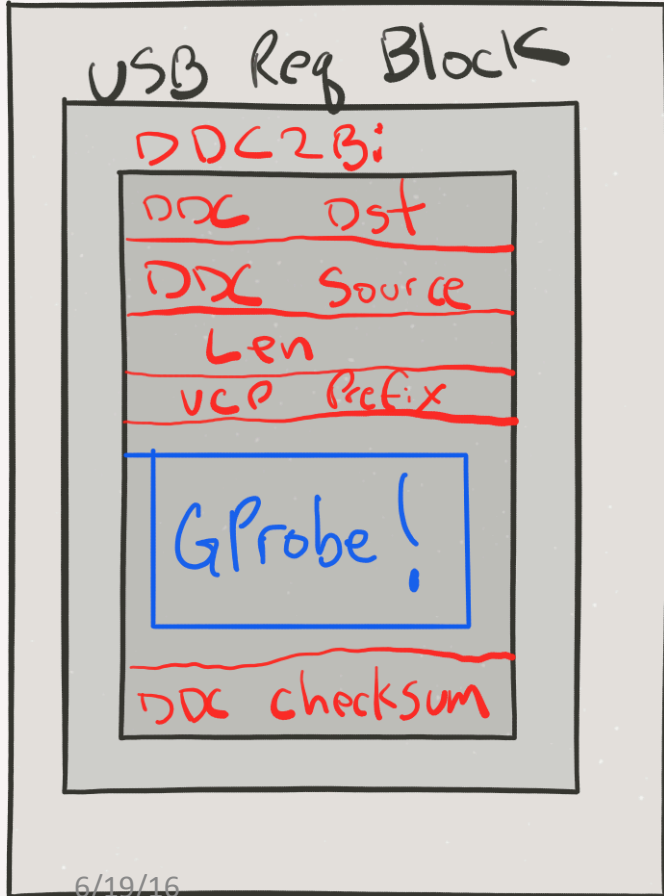 USB Req Block
DDC2Bi
DDC Dst
DDC Source
Len
VCP Prefix
GProbe!
DDC checksum
6/19/16